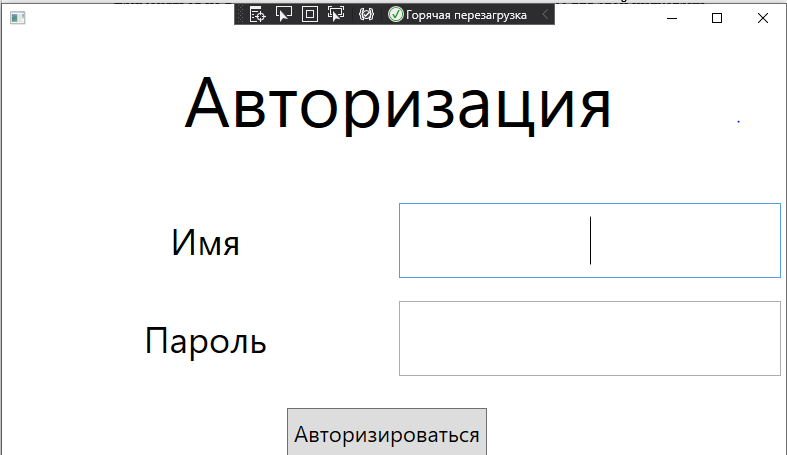 Горячая перезагрузка
Авторизация
Имя
Пароль
Авторизироваться